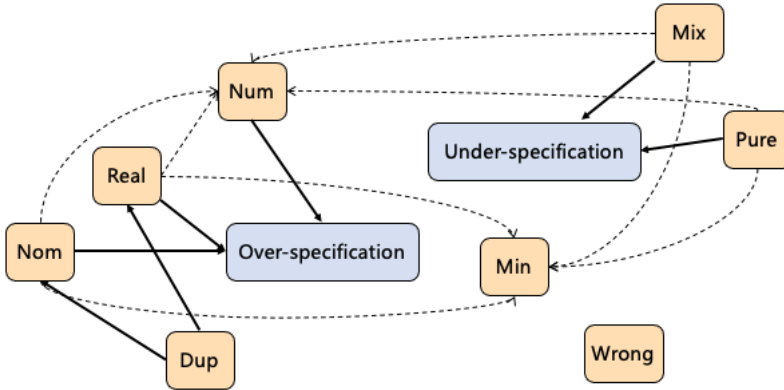 Mix
Num
Under-specification
Pure
Real
Nom
Over-specification
Min
Dup
Wrong